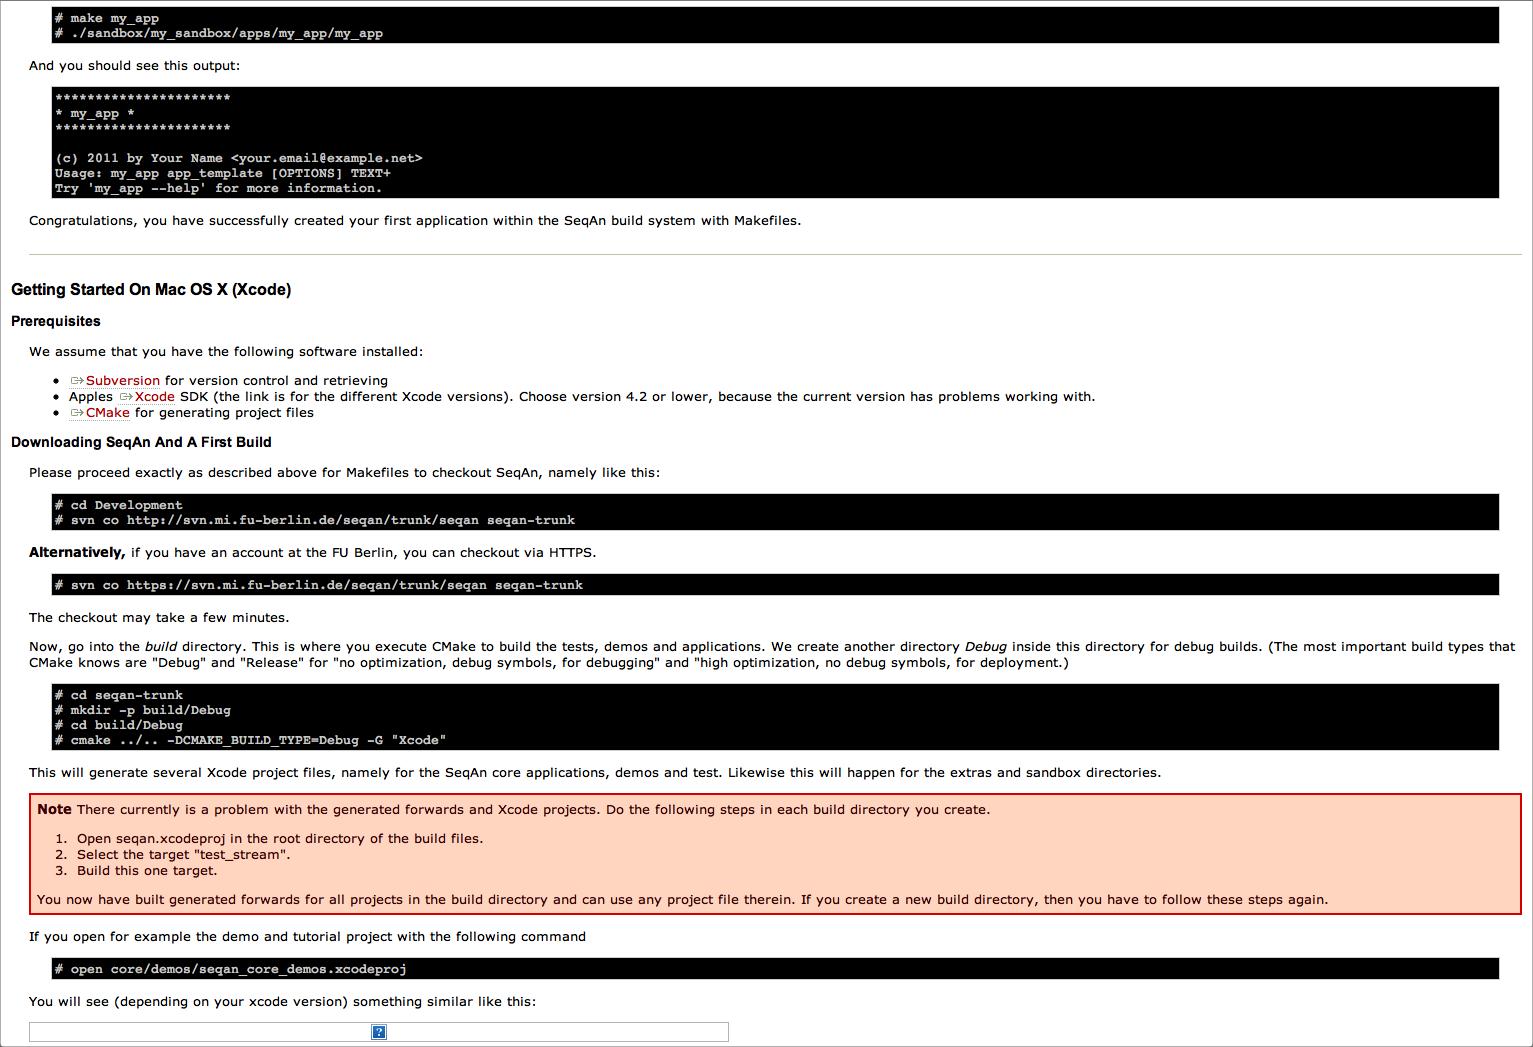 # make my_app
# ./sandbox/my_sandbox/apps/my_app/my_app
And you should see this output:
**********************
* my_app *
**********************
(c) 2011 by Your Name <your.email@example.net>
Usage: my_app app_template [OPTIONS] TEXT+
Try 'my_app --help' for more information.
Congratulations, you have successfully created your first application within the SeqAn build system with Makefiles.
Getting Started On Mac OS X (Xcode)
Prerequisites
We assume that you have the following software installed:
• Subversion for version control and retrieving
• Apples Xcode SDK (the link is for the different Xcode versions). Choose version 4.2 or lower, because the current version has problems working with.
• CMake for generating project files
Downloading SeqAn And A First Build
Please proceed exactly as described above for Makefiles to checkout SeqAn, namely like this:
# cd Development
# svn co http://svn.mi.fu-berlin.de/seqan/trunk/seqan seqan-trunk
Alternatively, if you have an account at the FU Berlin, you can checkout via HTTPS.
# svn co https://svn.mi.fu-berlin.de/seqan/trunk/seqan seqan-trunk
The checkout may take a few minutes.
Now, go into the build directory. This is where you execute CMake to build the tests, demos and applications. We create another directory Debug inside this directory for debug builds. (The most important build types that
CMake knows are "Debug" and "Release" for "no optimization, debug symbols, for debugging" and "high optimization, no debug symbols, for deployment.)
# cd seqan-trunk
# mkdir -p build/Debug
# cd build/Debug
# cmake ../.. -DCMAKE_BUILD_TYPE=Debug -G "Xcode"
This will generate several Xcode project files, namely for the SeqAn core applications, demos and test. Likewise this will happen for the extras and sandbox directories.
Note There currently is a problem with the generated forwards and Xcode projects. Do the following steps in each build directory you create.
1. Open seqan.xcodeproj in the root directory of the build files.
2. Select the target "test_stream".
3. Build this one target.
You now have built generated forwards for all projects in the build directory and can use any project file therein. If you create a new build directory, then you have to follow these steps again.
If you open for example the demo and tutorial project with the following command
# open core/demos/seqan_core_demos.xcodeproj
You will see (depending on your xcode version) something similar like this:
?